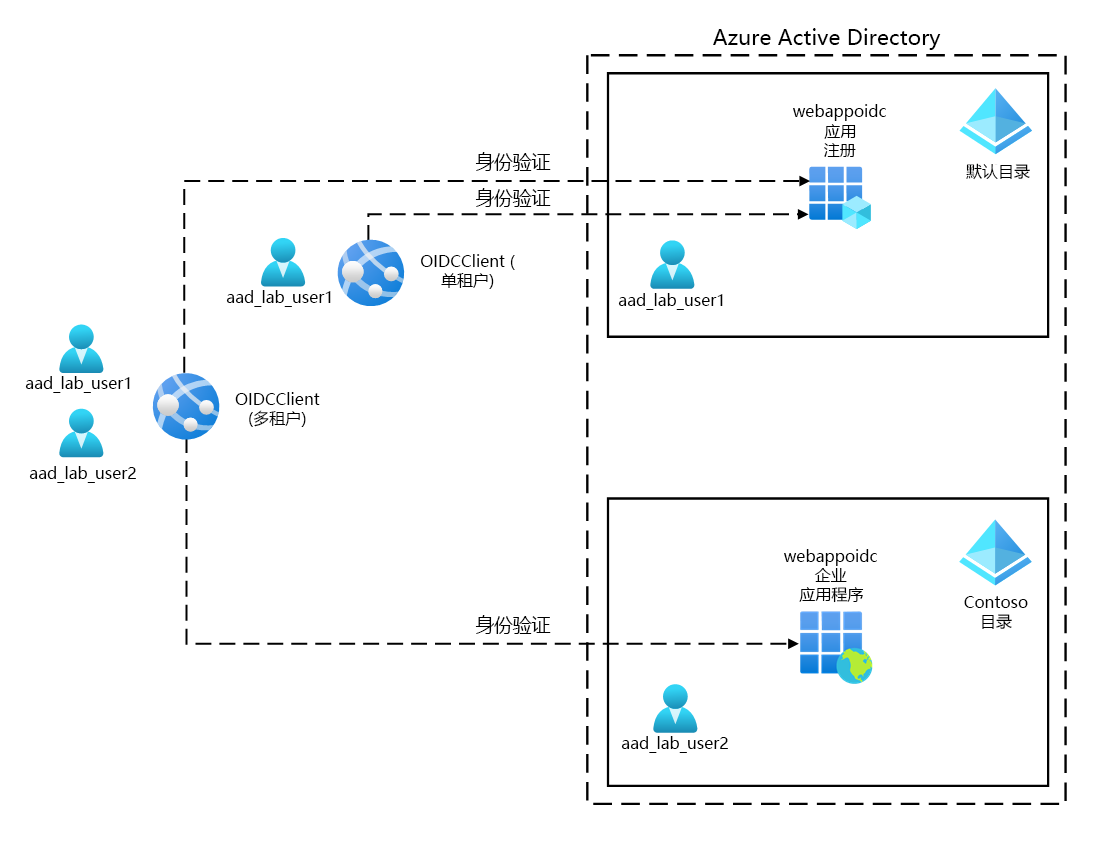 Azure Active Directory
webappoidc
应用
注册
默认目录
身份验证
身份验证
OIDCClient (
单租户)
aad_lab_user1
aad_lab_user1
aad_lab_user1
OIDCClient
(多租户)
aad_lab_user2
webappoidc
企业
应用程序
Contoso
目录
身份验证
aad_lab_user2